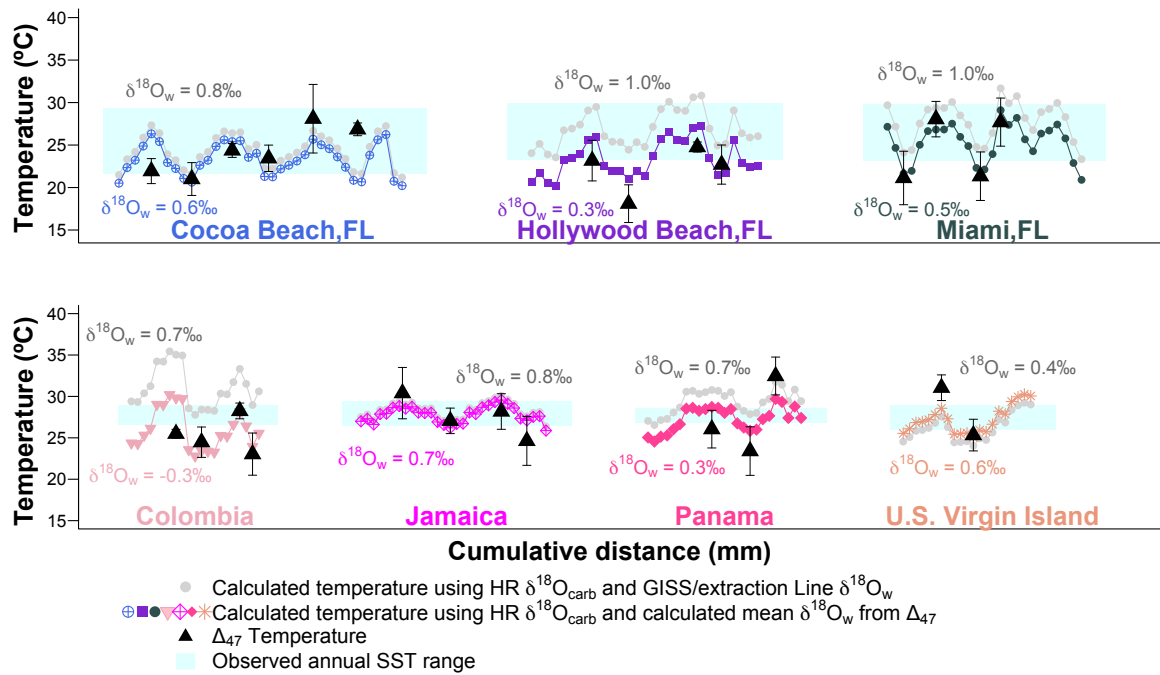 Temperature (ºC)
40
35
30
25
20
15
δ18Ow = 0.8‰
δ18Ow = 0.6‰
Cocoa Beach,FL
δ18Ow = 1.0‰
δ18Ow = 0.3‰
Hollywood Beach,FL
δ18Ow = 1.0‰
δ18Ow = 0.5‰
Miami,FL
Temperature (ºC)
40
35
30
25
20
15
δ18Ow = 0.7‰
δ18Ow = -0.3‰
Colombia
δ18Ow = 0.8‰
δ18Ow = 0.7‰
Jamaica
δ18Ow = 0.7‰
δ18Ow = 0.3‰
Panama
δ18Ow = 0.4‰
δ18Ow = 0.6‰
U.S. Virgin Island
Cumulative distance (mm)
Calculated temperature using HR δ18Ocarb and GISS/extraction Line δ18Ow
Calculated temperature using HR δ18Ocarb and calculated mean δ18Ow from Δ47
Δ47 Temperature
Observed annual SST range